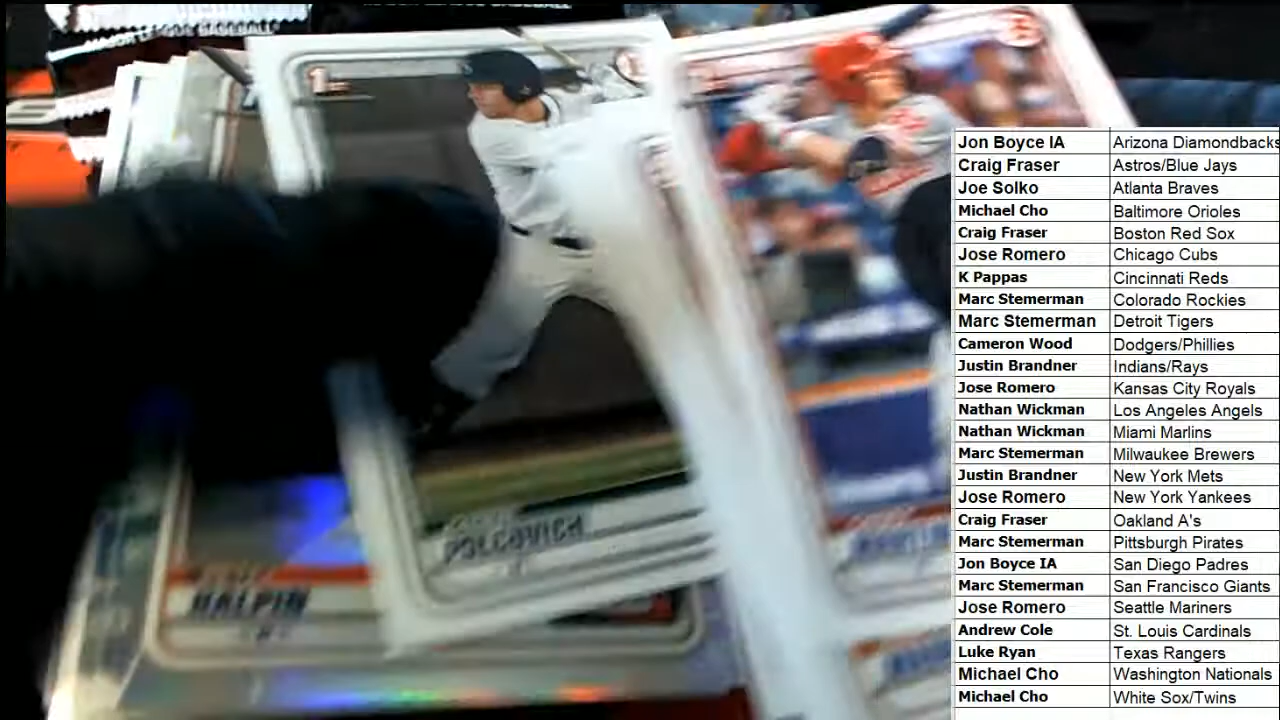 MAJOR LEAGUE BASEBALL
1st
POLCOVICH
HALPIN
Jon Boyce IA Arizona Diamondbacks
Craig Fraser Astros/Blue Jays
Joe Solko Atlanta Braves
Michael Cho Baltimore Orioles
Craig Fraser Boston Red Sox
Jose Romero Chicago Cubs
K Pappas Cincinnati Reds
Marc Stemerman Colorado Rockies
Marc Stemerman Detroit Tigers
Cameron Wood Dodgers/Phillies
Justin Brandner Indians/Rays
Jose Romero Kansas City Royals
Nathan Wickman Los Angeles Angels
Nathan Wickman Miami Marlins
Marc Stemerman Milwaukee Brewers
Justin Brandner New York Mets
Jose Romero New York Yankees
Craig Fraser Oakland A's
Marc Stemerman Pittsburgh Pirates
Jon Boyce IA San Diego Padres
Marc Stemerman San Francisco Giants
Jose Romero Seattle Mariners
Andrew Cole St. Louis Cardinals
Luke Ryan Texas Rangers
Michael Cho Washington Nationals
Michael Cho White Sox/Twins